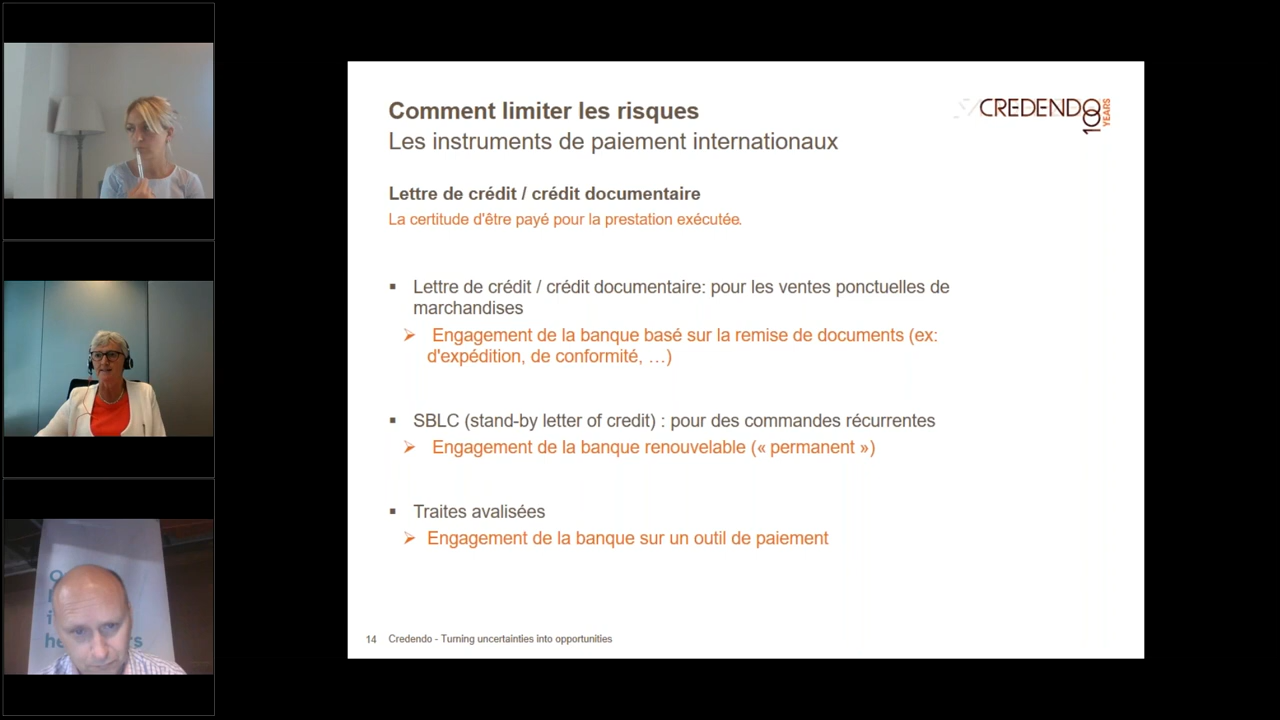 Comment limiter les risques
Les instruments de paiement internationaux
CREDENDO
100 YEARS
Lettre de crédit / crédit documentaire
La certitude d'être payé pour la prestation exécutée.
▪ Lettre de crédit / crédit documentaire: pour les ventes ponctuelles de
marchandises
➢ Engagement de la banque basé sur la remise de documents (ex:
d'expédition, de conformité, …)
▪ SBLC (stand-by letter of credit) : pour des commandes récurrentes
➢ Engagement de la banque renouvelable (« permanent »)
▪ Traites avalisées
➢ Engagement de la banque sur un outil de paiement
14 Credendo - Turning uncertainties into opportunities